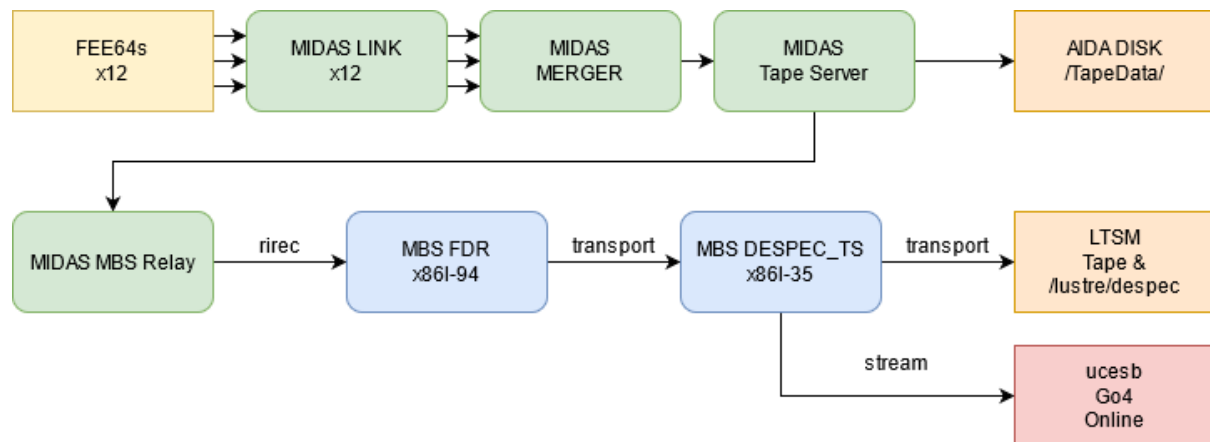 FEE64s
x12
MIDAS LINK
x12
MIDAS
MERGER
MIDAS
Tape Server
AIDA DISK
/TapeData/
MIDAS MBS Relay
rirec
MBS FDR
x86l-94
transport
MBS DESPEC_TS
x86l-35
transport
LTSM
Tape &
/lustre/despec
stream
ucesb
Go4
Online